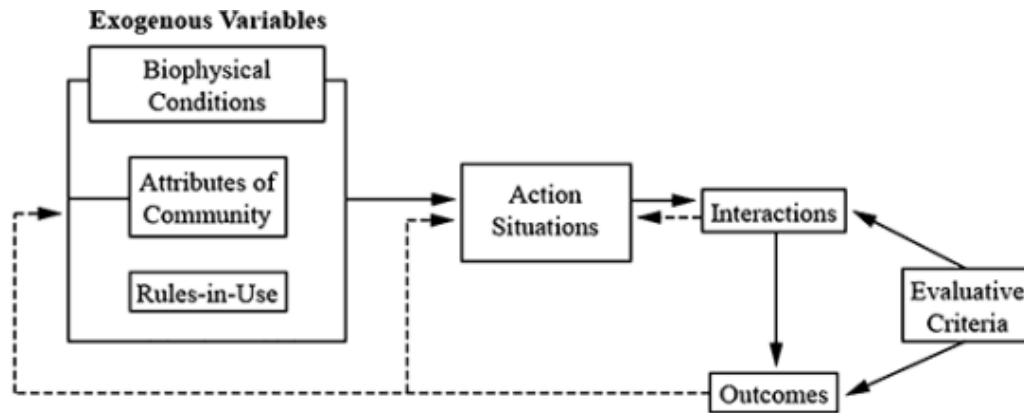 Exogenous Variables
Biophysical
Conditions
Attributes of
Community
Rules-in-Use
Action
Situations
Interactions
Evaluative
Criteria
Outcomes